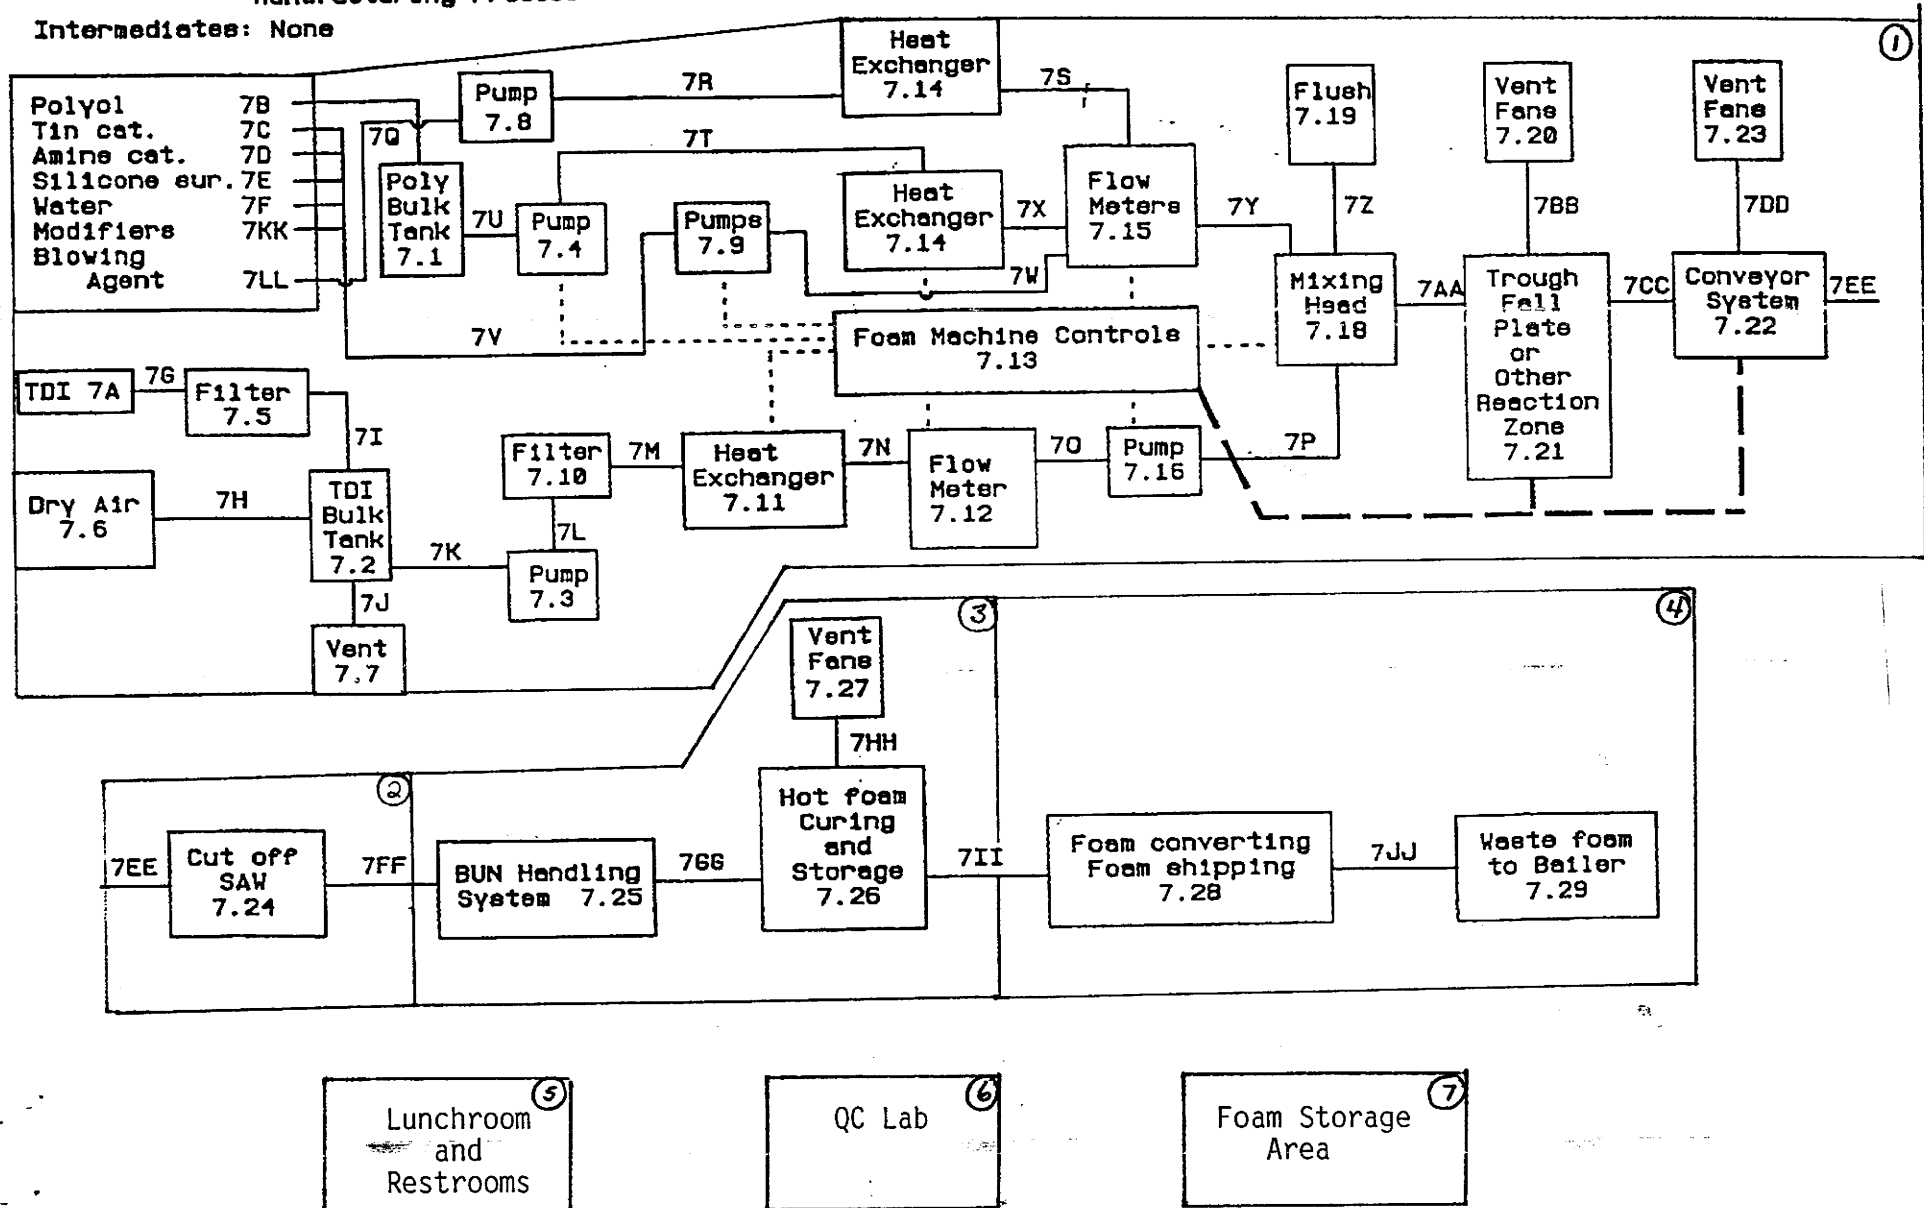 Manufacturing Process
Intermediates: None
1
Polyol 7B
Tin cat. 7C
Amine cat. 7D
Silicone sur. 7E
Water 7F
Modifiers 7KK
Blowing
Agent 7LL
7Q
Pump
7.8
7R
Heat
Exchanger
7.14
7S
Flush
7.19
Vent
Fans
7.20
Vent
Fans
7.23
Poly
Bulk
Tank
7.1
7U
Pump
7.4
7T
Pumps
7.9
Heat
Exchanger
7.14
7X
7W
Flow
Meters
7.15
7Y
7Z
7BB
7DD
7V
Foam Machine Controls
7.13
Mixing
Head
7.18
7AA
Trough
Fall
Plate
or
Other
Reaction
Zone
7.21
7CC
Conveyor
System
7.22
7EE
TDI 7A
7G
Filter
7.5
7I
Dry Air
7.6
7H
TDI
Bulk
Tank
7.2
7K
7J
Vent
7.7
Pump
7.3
7L
Filter
7.10
7M
Heat
Exchanger
7.11
7N
Flow
Meter
7.12
7O
Pump
7.16
7P
2
7EE
Cut off
SAW
7.24
7FF
3
BUN Handling
System 7.25
7GG
Vent
Fans
7.27
7HH
Hot foam
Curing
and
Storage
7.26
7II
4
Foam converting
Foam shipping
7.28
7JJ
Waste foam
to Bailer
7.29
5
Lunchroom
and
Restrooms
6
QC Lab
7
Foam Storage
Area